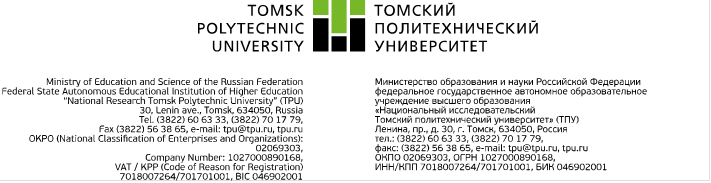 TOMSK
POLYTECHNIC
UNIVERSITY
ТОМСКИЙ
ПОЛИТЕХНИЧЕСКИЙ
УНИВЕРСИТЕТ
Ministry of Education and Science of the Russian Federation
Federal State Autonomous Educational Institution of Higher Education
"National Research Tomsk Polytechnic University" (TPU)
30, Lenin ave., Tomsk, 634050, Russia
Tel. (3822) 60 63 33, (3822) 70 17 79,
Fax (3822) 56 38 65, e-mail: tpu@tpu.ru, tpu.ru
OKPO (National Classification of Enterprises and Organizations):
02069303,
Company Number: 1027000890168,
VAT / KPP (Code of Reason for Registration)
7018007264/701701001, BIC 046902001
Министерство образования и науки Российской Федерации
федеральное государственное автономное образовательное
учреждение высшего образования
«Национальный исследовательский
Томский политехнический университет» (ТПУ)
Ленина, пр., д. 30, г. Томск, 634050, Россия
тел.: (3822) 60 63 33, (3822) 70 17 79,
факс: (3822) 56 38 65, e-mail: tpu@tpu.ru, tpu.ru
ОКПО 02069303, ОГРН 1027000890168,
ИНН/КПП 7018007264/701701001, БИК 046902001